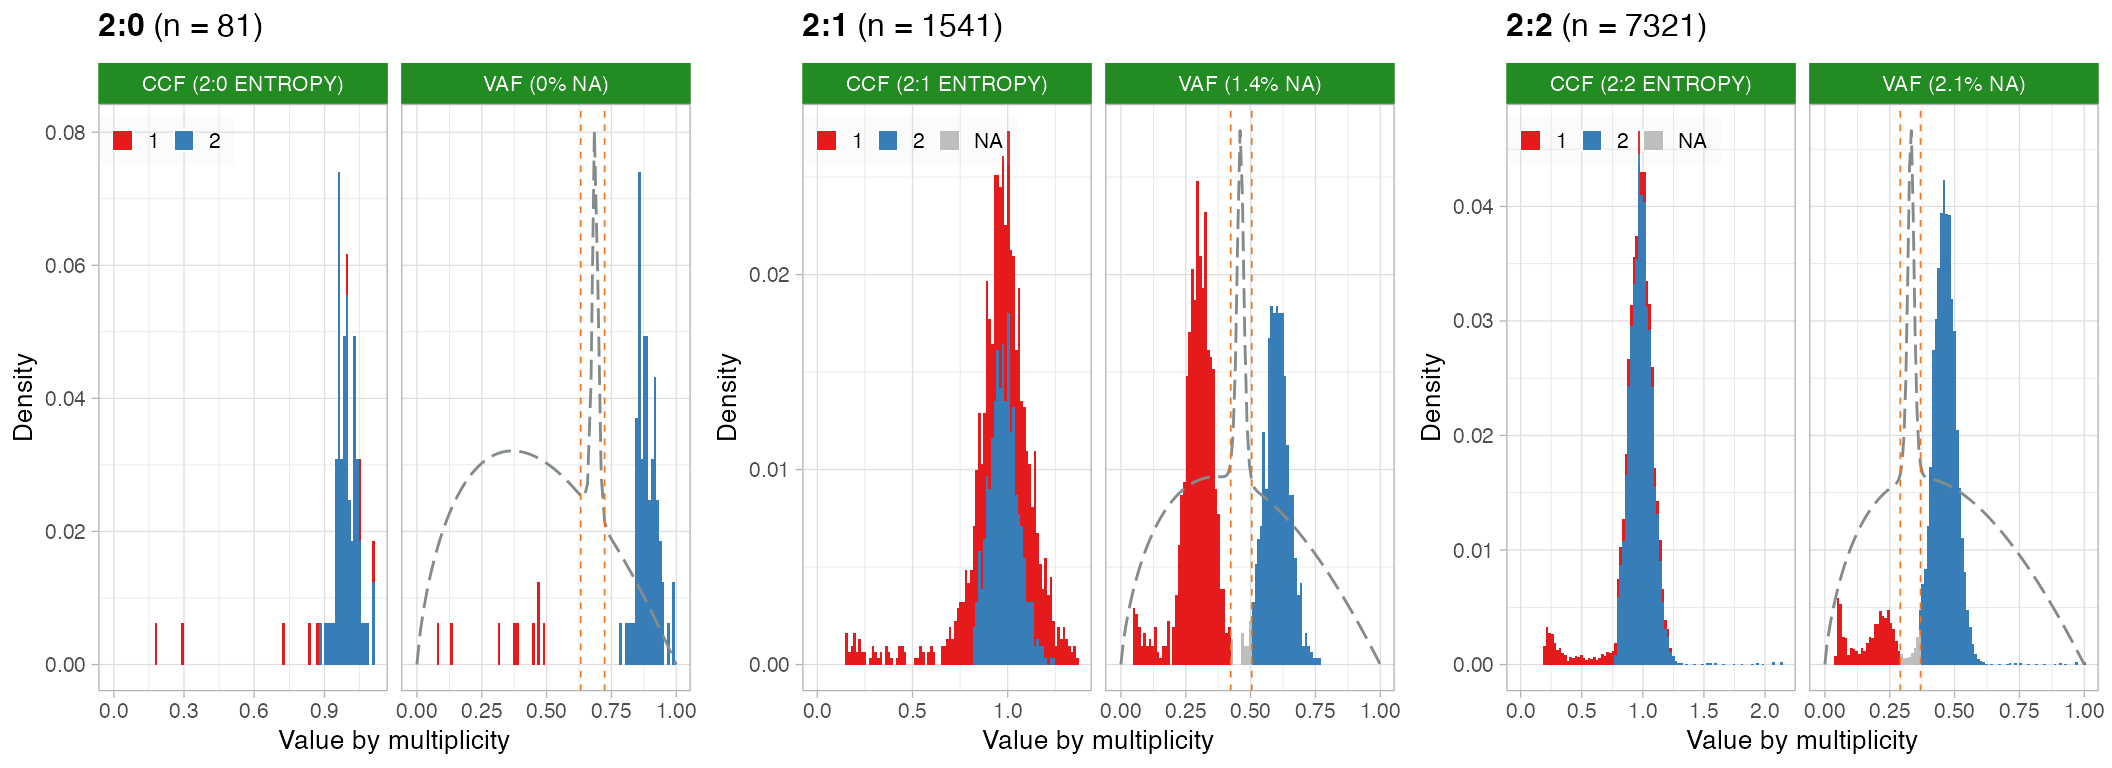 2:0 (n = 81)
CCF (2:0 ENTROPY)
VAF (0% NA)
1 2
0.08
0.06
0.04
0.02
0.00
Density
0.0 0.3 0.6 0.9
0.00 0.25 0.50 0.75 1.00
Value by multiplicity
2:1 (n = 1541)
CCF (2:1 ENTROPY)
VAF (1.4% NA)
1 2 NA
0.02
0.01
0.00
Density
0.0 0.5 1.0
0.00 0.25 0.50 0.75 1.00
Value by multiplicity
2:2 (n = 7321)
CCF (2:2 ENTROPY)
VAF (2.1% NA)
1 2 NA
0.04
0.03
0.02
0.01
0.00
Density
0.0 0.5 1.0 1.5 2.0
0.00 0.25 0.50 0.75 1.00
Value by multiplicity